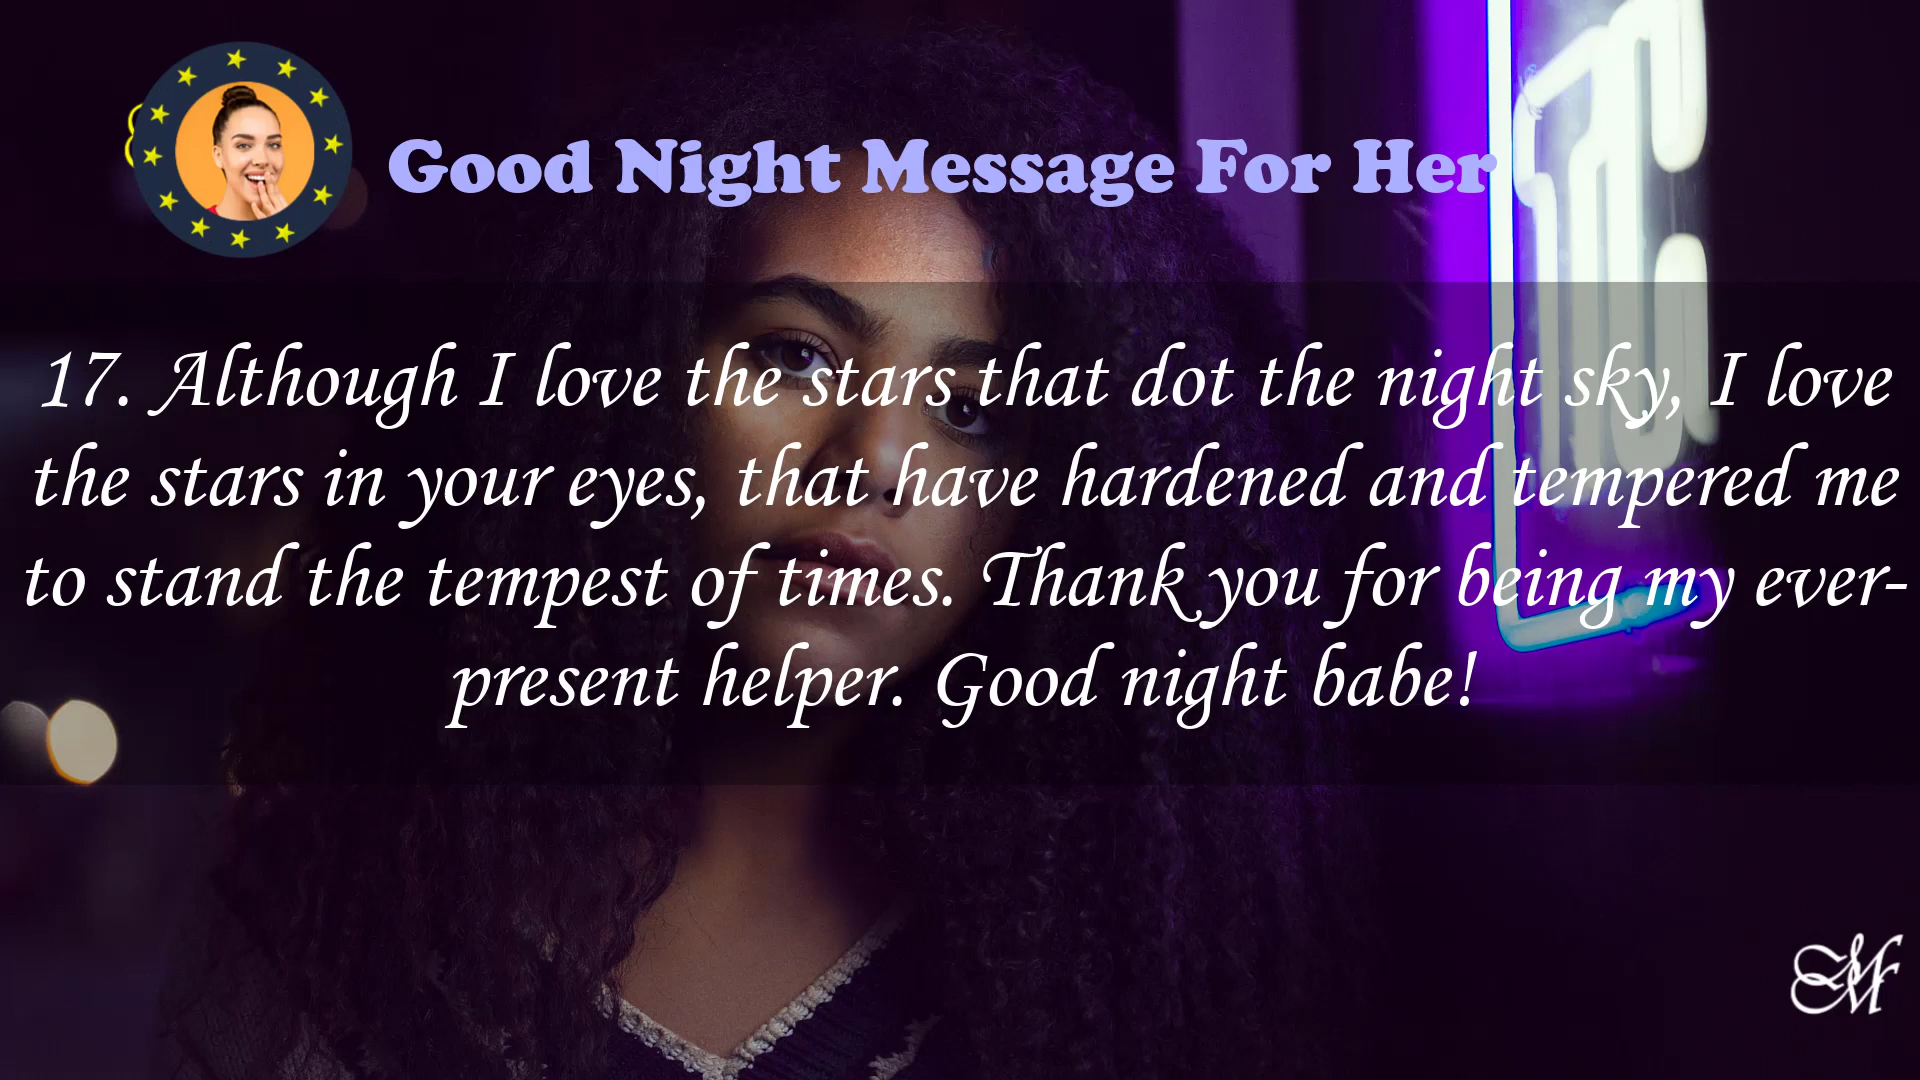 Good Night Message For Her
17. Although I love the stars that dot the night sky, I love
the stars in your eyes, that have hardened and tempered me
to stand the tempest of times. Thank you for being my ever-
present helper. Good night babe!